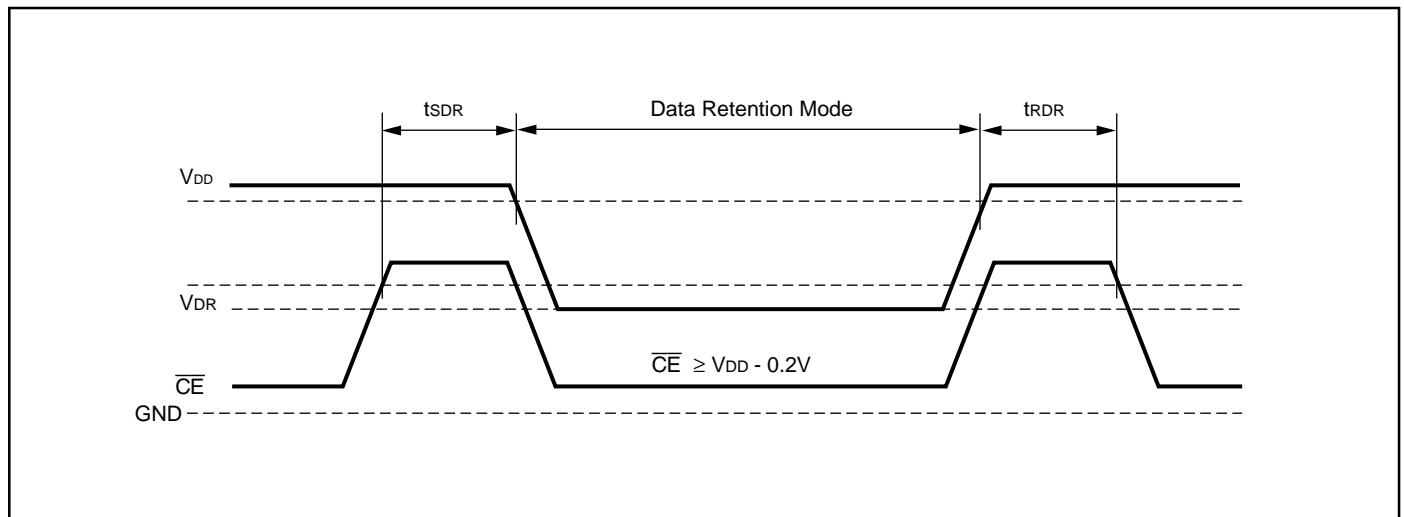 tSDR Data Retention Mode tRDR
VDD
VDR
CE ≥ VDD - 0.2V
CE
GND